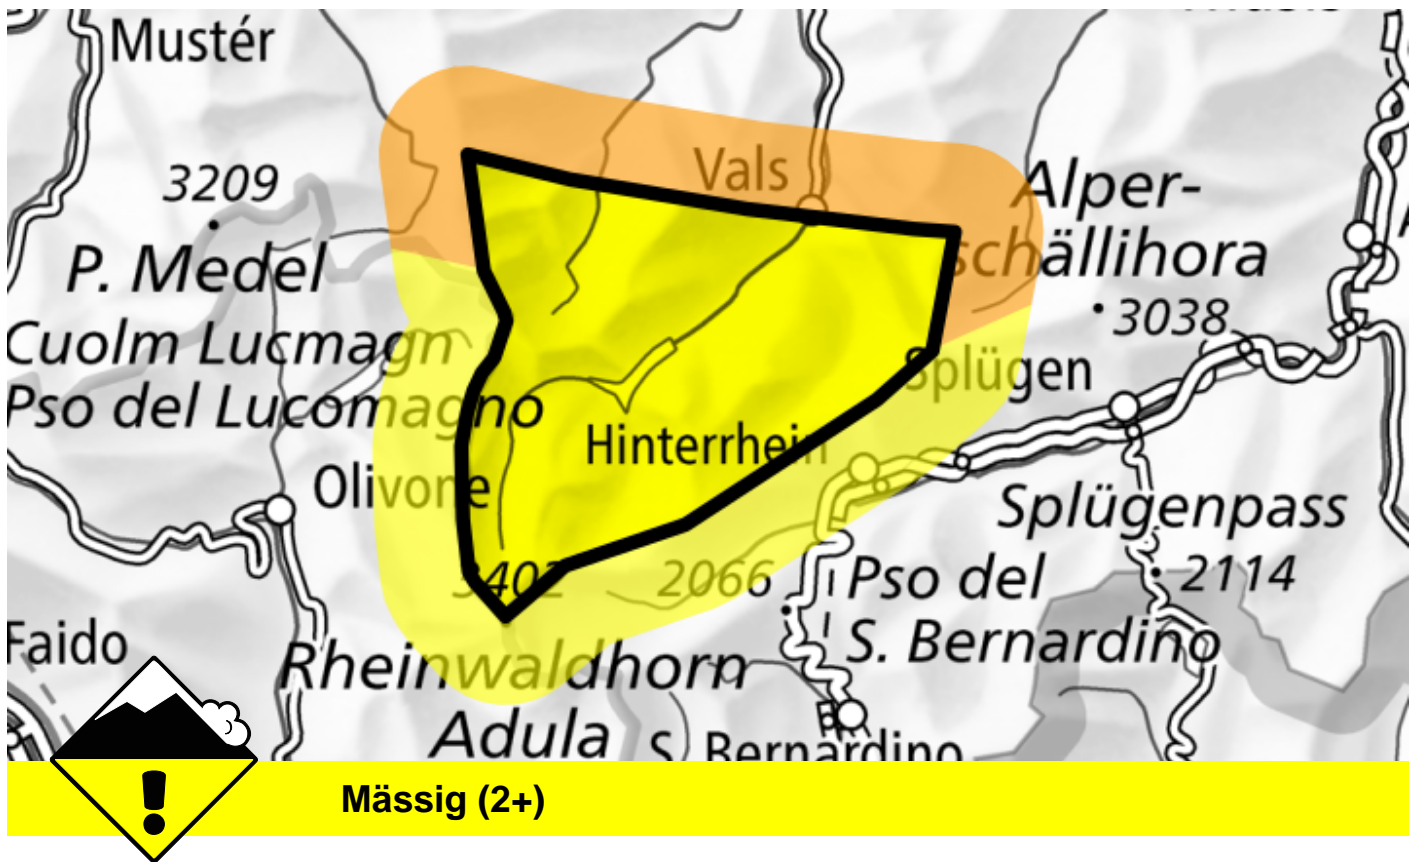 Mustér
3209
P. Medel
Vals
Alper-
schällihora
3038
Cuolm Lucmagn
Pso del Lucomagno
Splügen
Hinterrhein
Olivone
Splügenpass
3402
2066
Pso del
2114
S. Bernardino
Faido
Rheinwaldhorn
Adula
S. Bernardino
Mässig (2+)